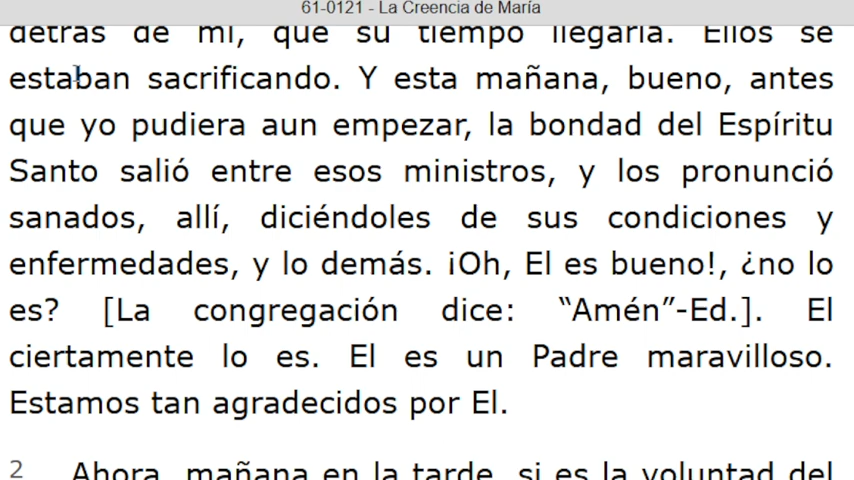 61-0121 - La Creencia de María
detrás de mí, que su tiempo llegaría. Ellos se
estaban sacrificando. Y esta mañana, bueno, antes
que yo pudiera aun empezar, la bondad del Espíritu
Santo salió entre esos ministros, y los pronunció
sanados, allí, diciéndoles de sus condiciones y
enfermedades, y lo demás. ¡Oh, El es bueno!, ¿no lo
es? [La congregación dice: “Amén”-Ed.]. El
ciertamente lo es. El es un Padre maravilloso.
Estamos tan agradecidos por El.
2 Ahora, mañana en la tarde, si es la voluntad del